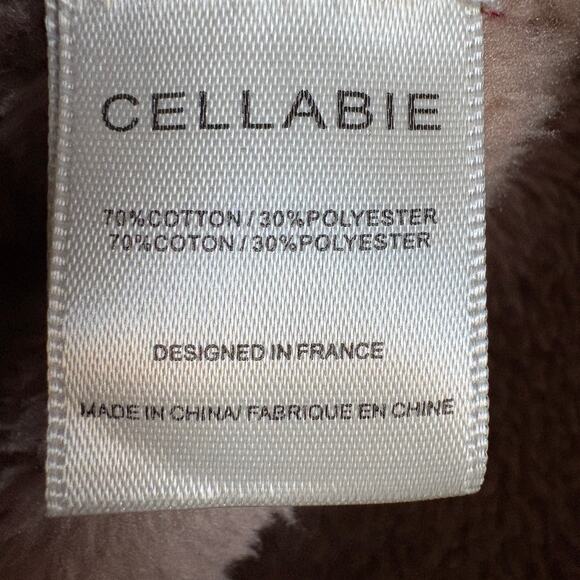 CELLABIE
70%COTTON / 30%POLYESTER
70%COTON / 30%POLYESTER
DESIGNED IN FRANCE
MADE IN CHINA/ FABRIQUE EN CHINE